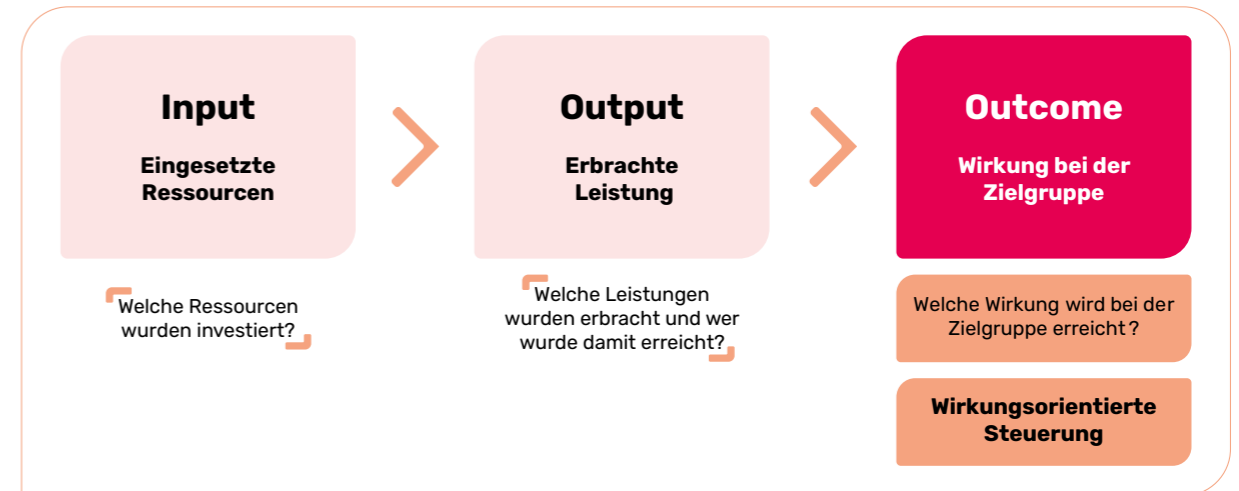 Input
Eingesetzte
Ressourcen
Welche Ressourcen
wurden investiert?
Output
Erbrachte
Leistung
Welche Leistungen
wurden erbracht und wer
wurde damit erreicht?
Outcome
Wirkung bei der
Zielgruppe
Welche Wirkung wird bei der
Zielgruppe erreicht?
Wirkungsorientierte
Steuerung